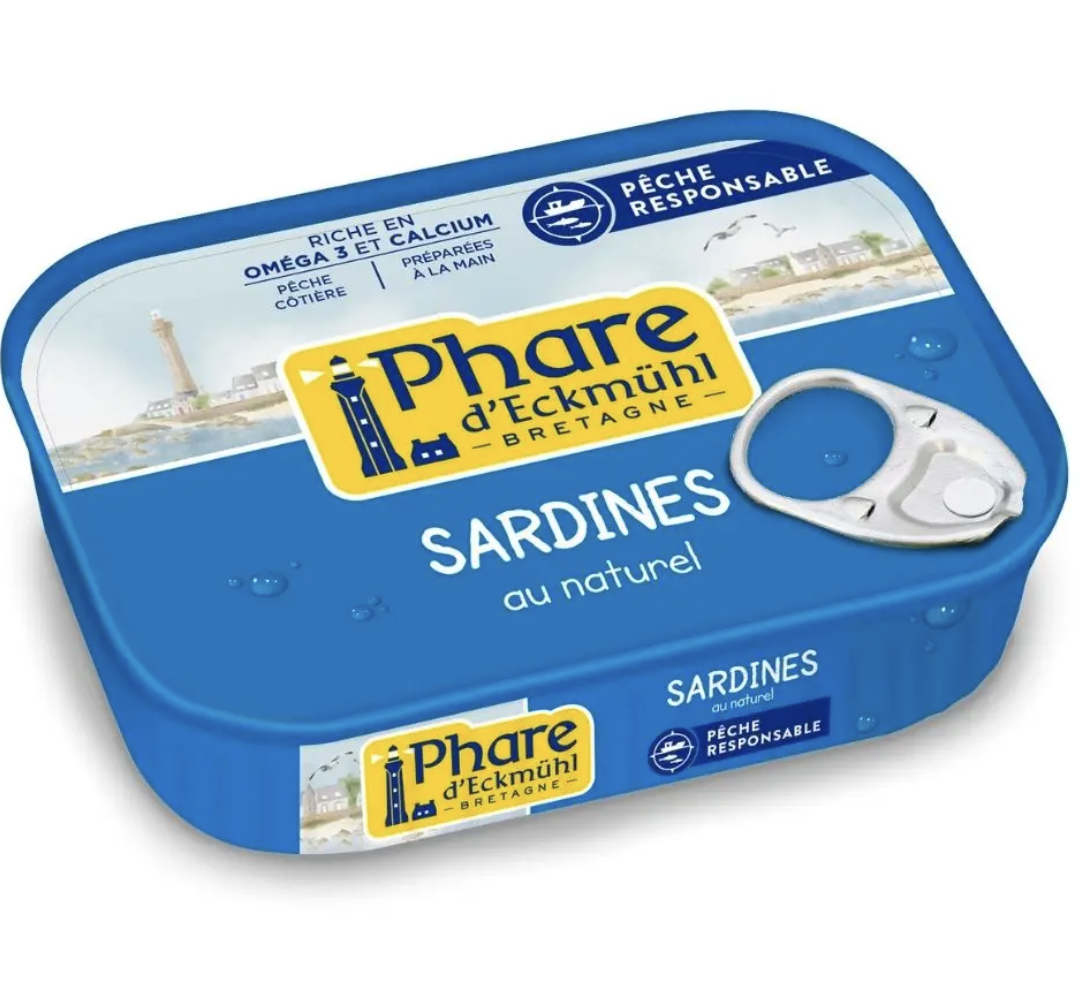 PÊCHE
RESPONSABLE
RICHE EN
OMÉGA 3 ET CALCIUM
PÊCHE
CÔTIÈRE
PRÉPARÉES
À LA MAIN
Phare
d'Eckmühl
– BRETAGNE –
SARDINES
au naturel
Phare
d'Eckmühl
– BRETAGNE –
SARDINES
au naturel
PÊCHE
RESPONSABLE